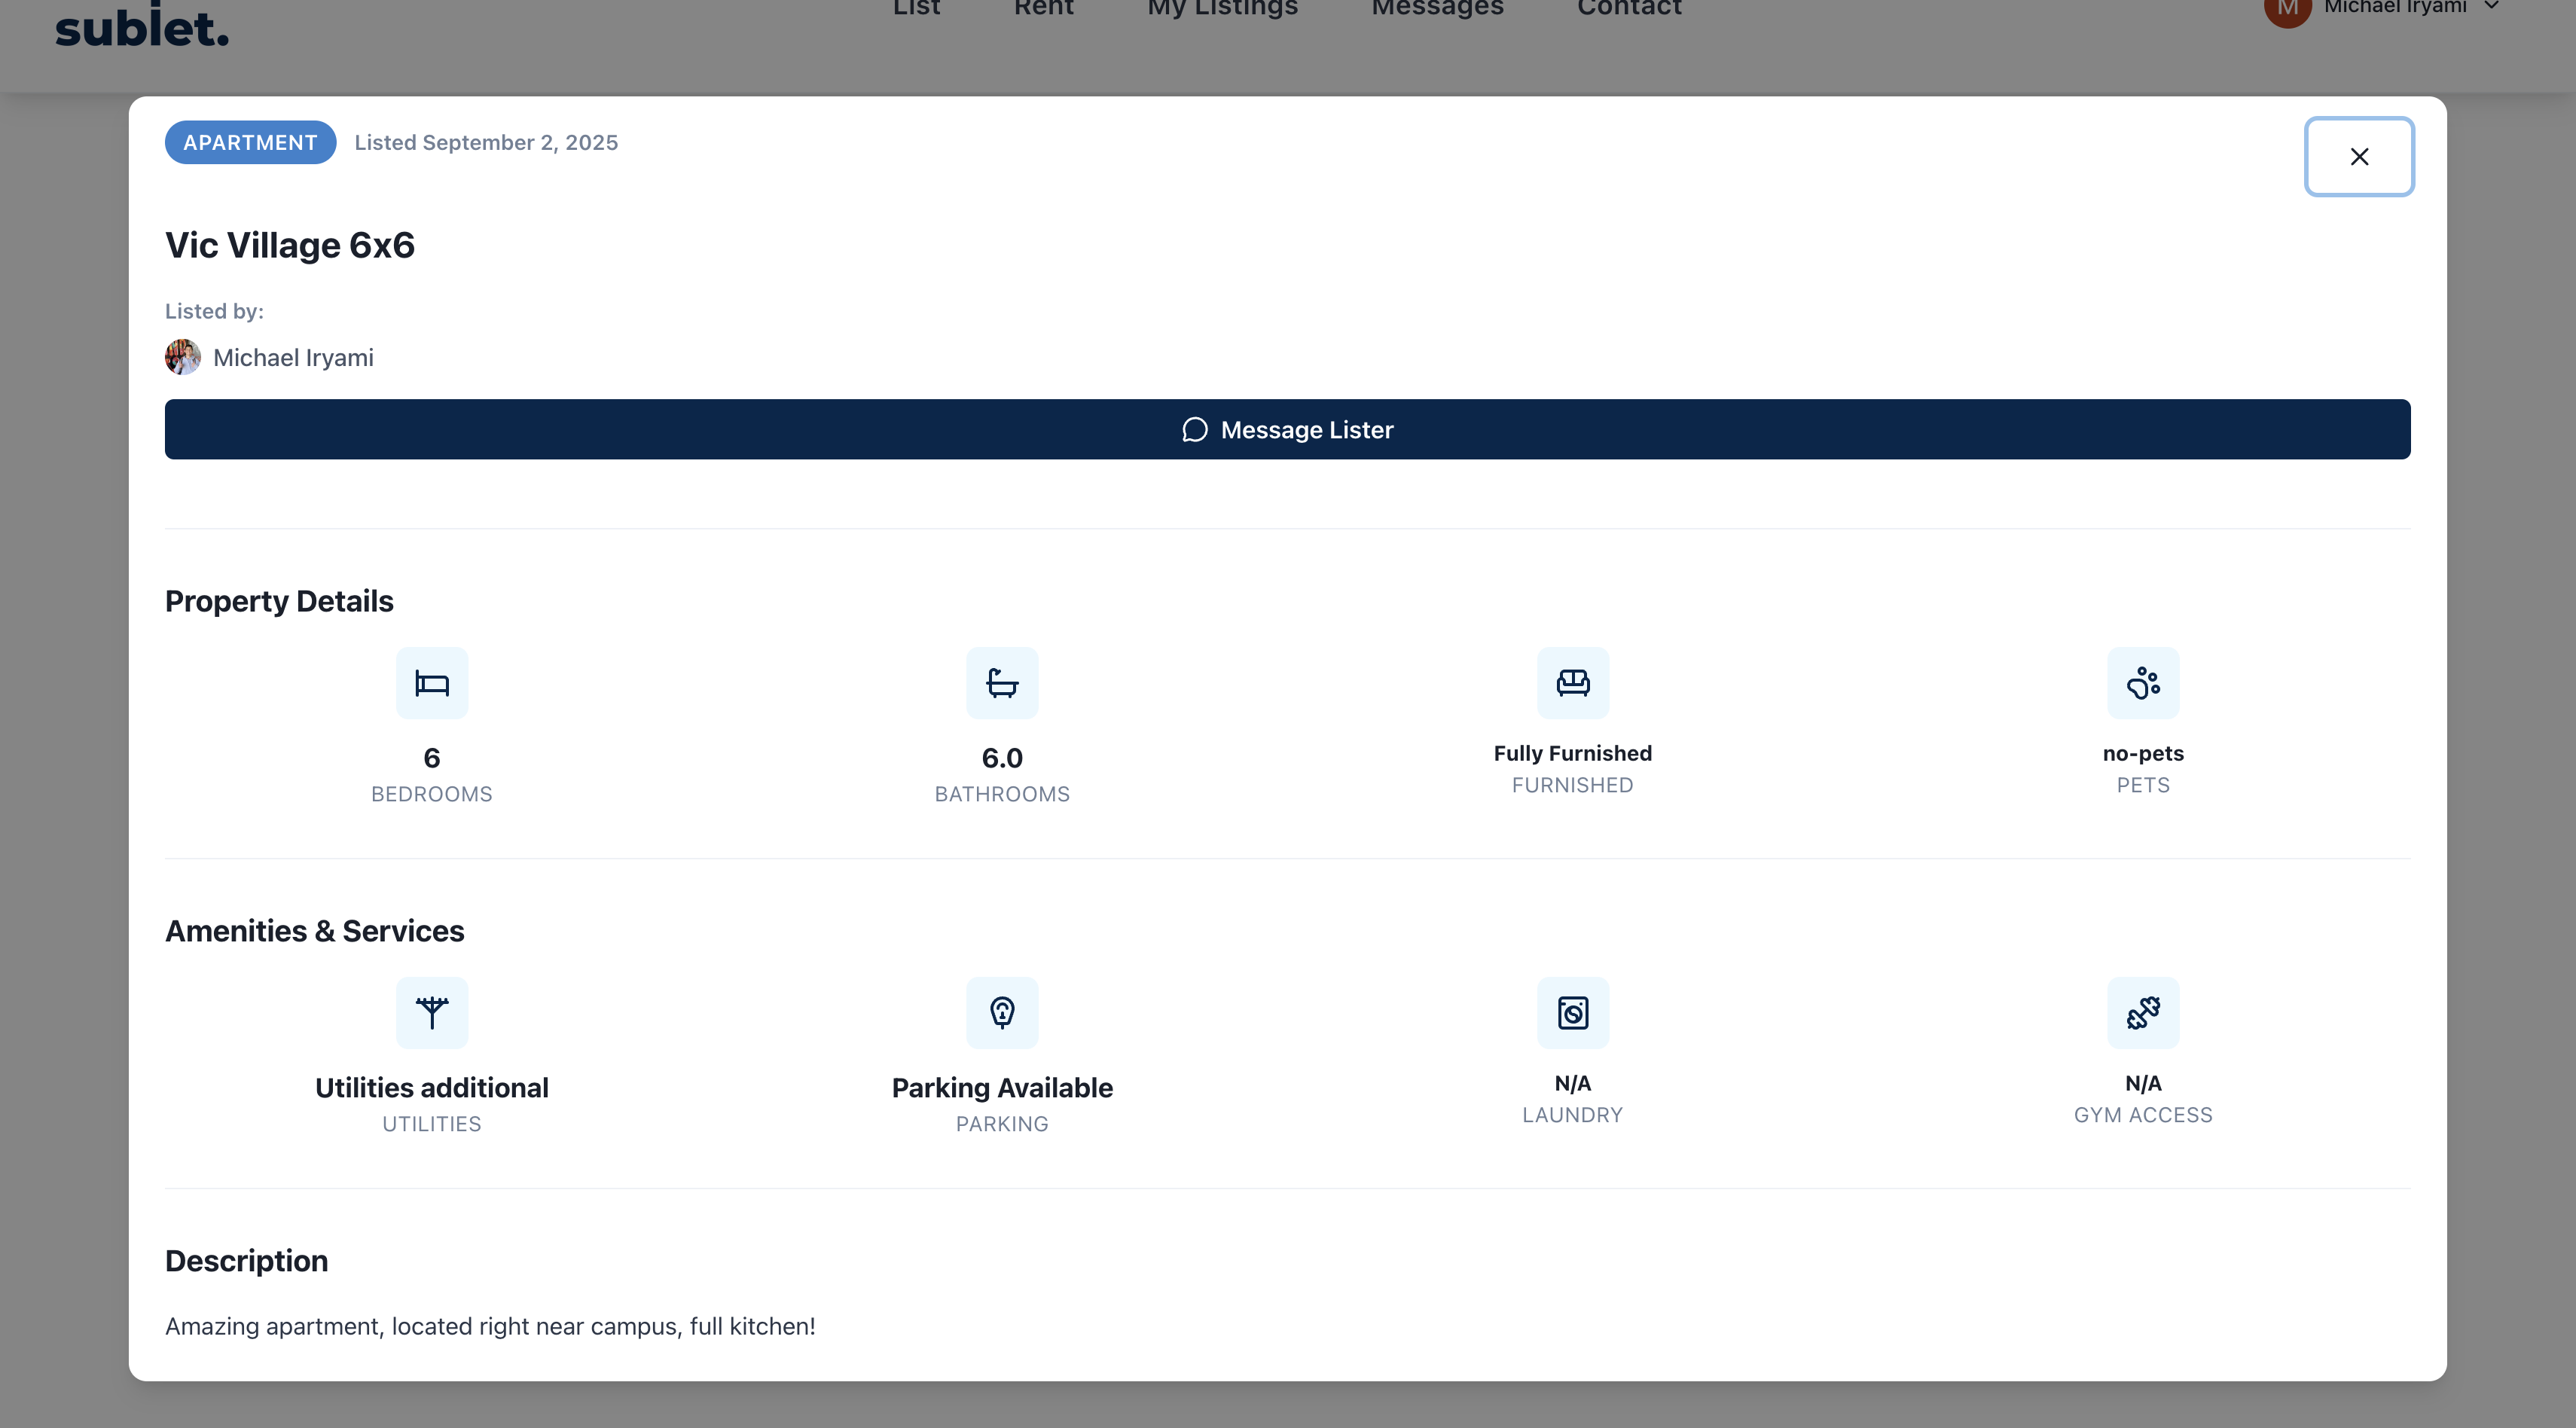 sublet.
List Rent My Listings Messages Contact
M Michael Iryami
APARTMENT Listed September 2, 2025
Vic Village 6x6
Listed by:
Michael Iryami
Message Lister
Property Details
6
BEDROOMS
6.0
BATHROOMS
Fully Furnished
FURNISHED
no-pets
PETS
Amenities & Services
Utilities additional
UTILITIES
Parking Available
PARKING
N/A
LAUNDRY
N/A
GYM ACCESS
Description
Amazing apartment, located right near campus, full kitchen!